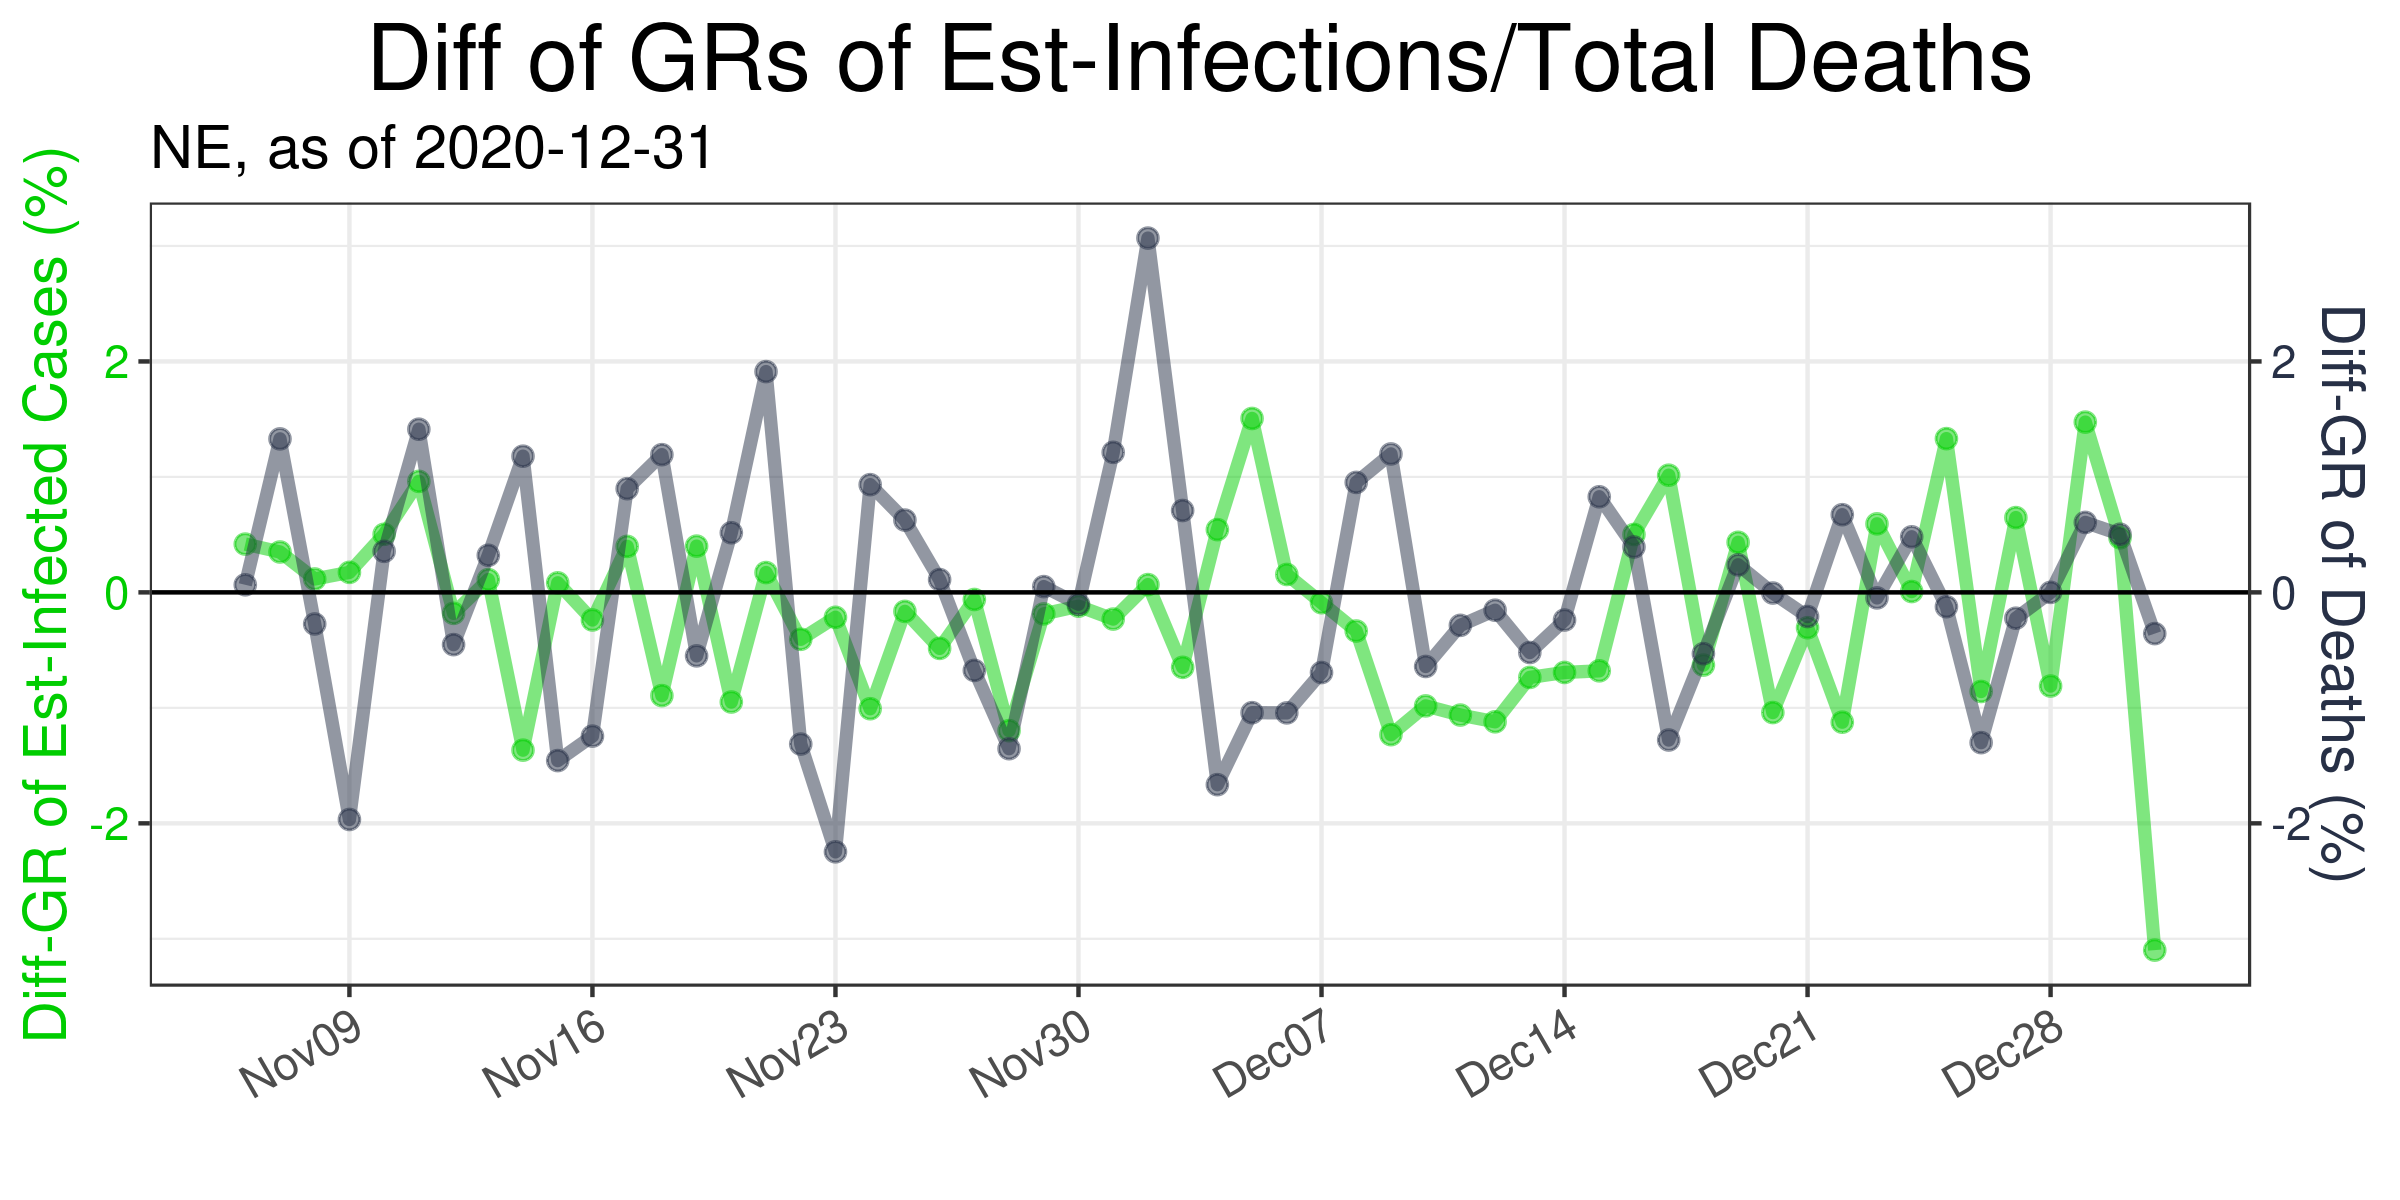 Diff of GRs of Est-Infections/Total Deaths
NE, as of 2020-12-31
Diff-GR of Est-Infected Cases (%)
2
0
-2
2
0
-2
Diff-GR of Deaths (%)
Nov09
Nov16
Nov23
Nov30
Dec07
Dec14
Dec21
Dec28